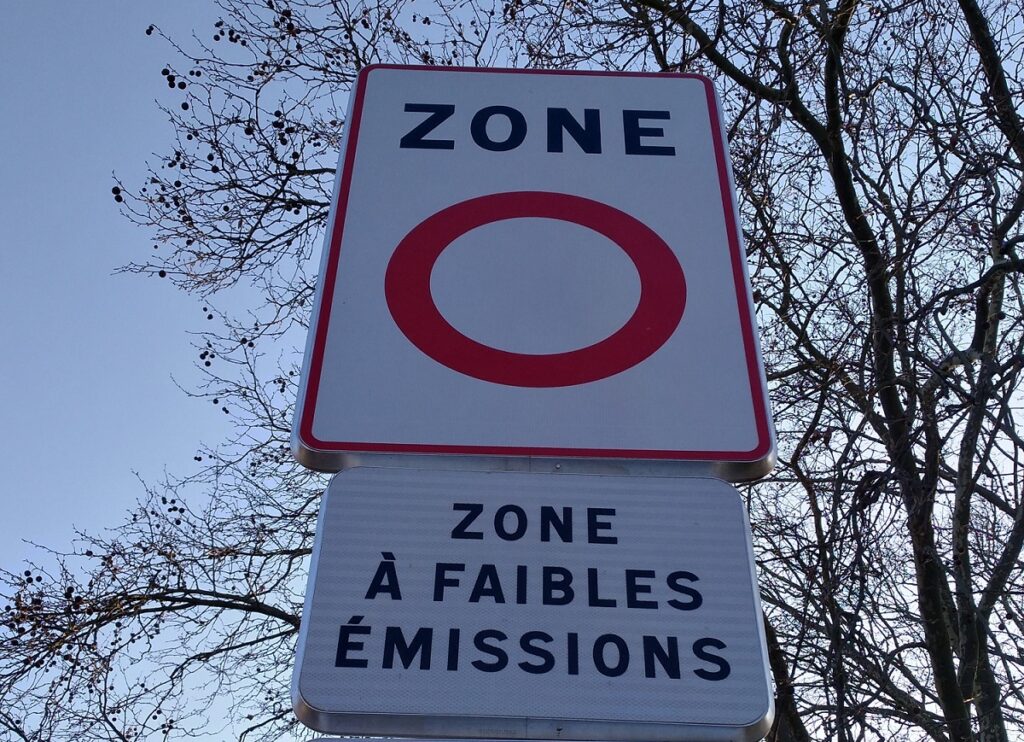 ZONE
ZONE
À FAIBLES
ÉMISSIONS